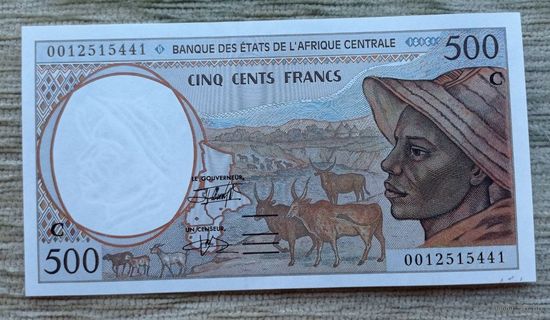 0012515441 BANQUE DES ÉTATS DE L'AFRIQUE CENTRALE 500
CINQ CENTS FRANCS C
LE GOUVERNEUR,
UN CENSEUR,
C
500 0012515441